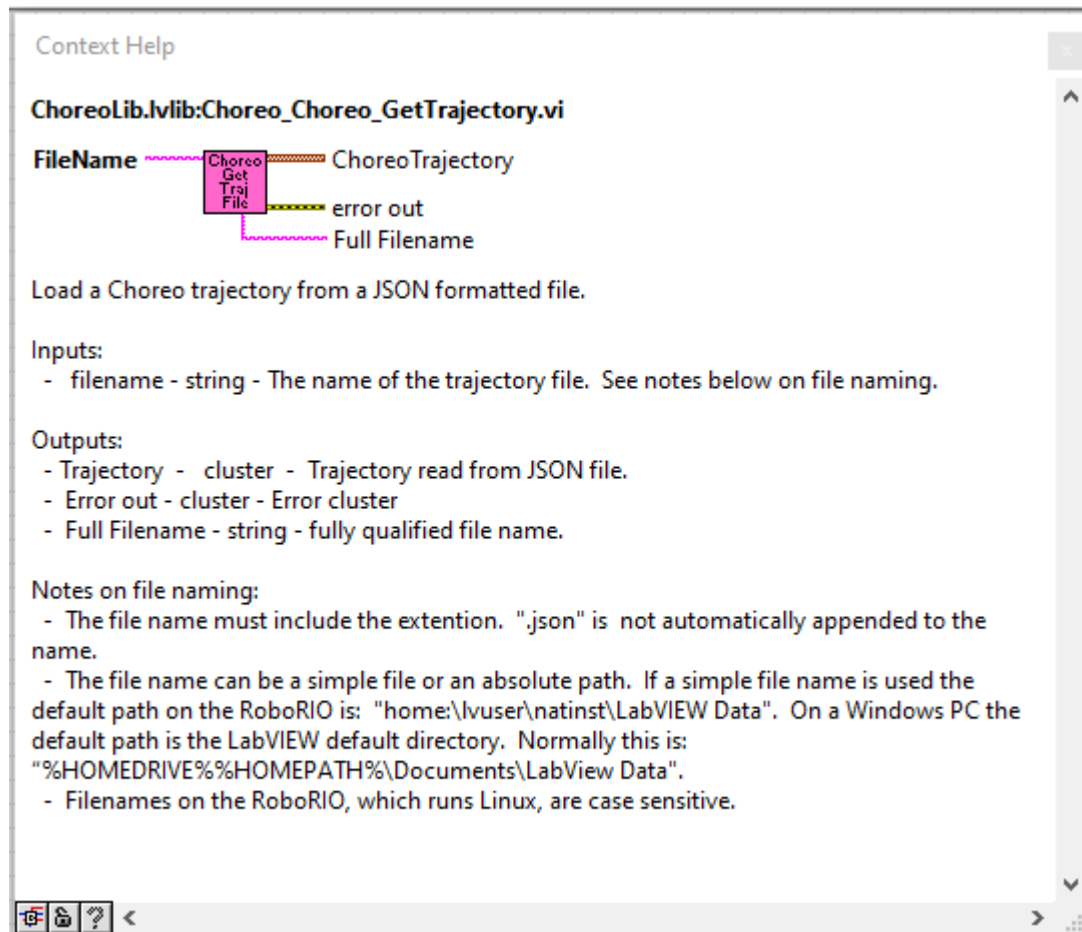 Context Help
x
ChoreoLib.lvlib:Choreo_Choreo_GetTrajectory.vi
FileName
Choreo
Get
Traj
File
ChoreoTrajectory
error out
Full Filename
Load a Choreo trajectory from a JSON formatted file.
Inputs:
-   filename - string - The name of the trajectory file.  See notes below on file naming.
Outputs:
- Trajectory  -   cluster  -  Trajectory read from JSON file.
-  Error out - cluster - Error cluster
-  Full Filename - string - fully qualified file name.
Notes on file naming:
-  The file name must include the extention.  ".json" is  not automatically appended to the
name.
-  The file name can be a simple file or an absolute path.  If a simple file name is used the
default path on the RoboRIO is:  "home:\lvuser\natinst\LabVIEW Data".  On a Windows PC the
default path is the LabVIEW default directory.  Normally this is:
"%HOMEDRIVE%%HOMEPATH%\Documents\LabView Data".
-  Filenames on the RoboRIO, which runs Linux, are case sensitive.
?